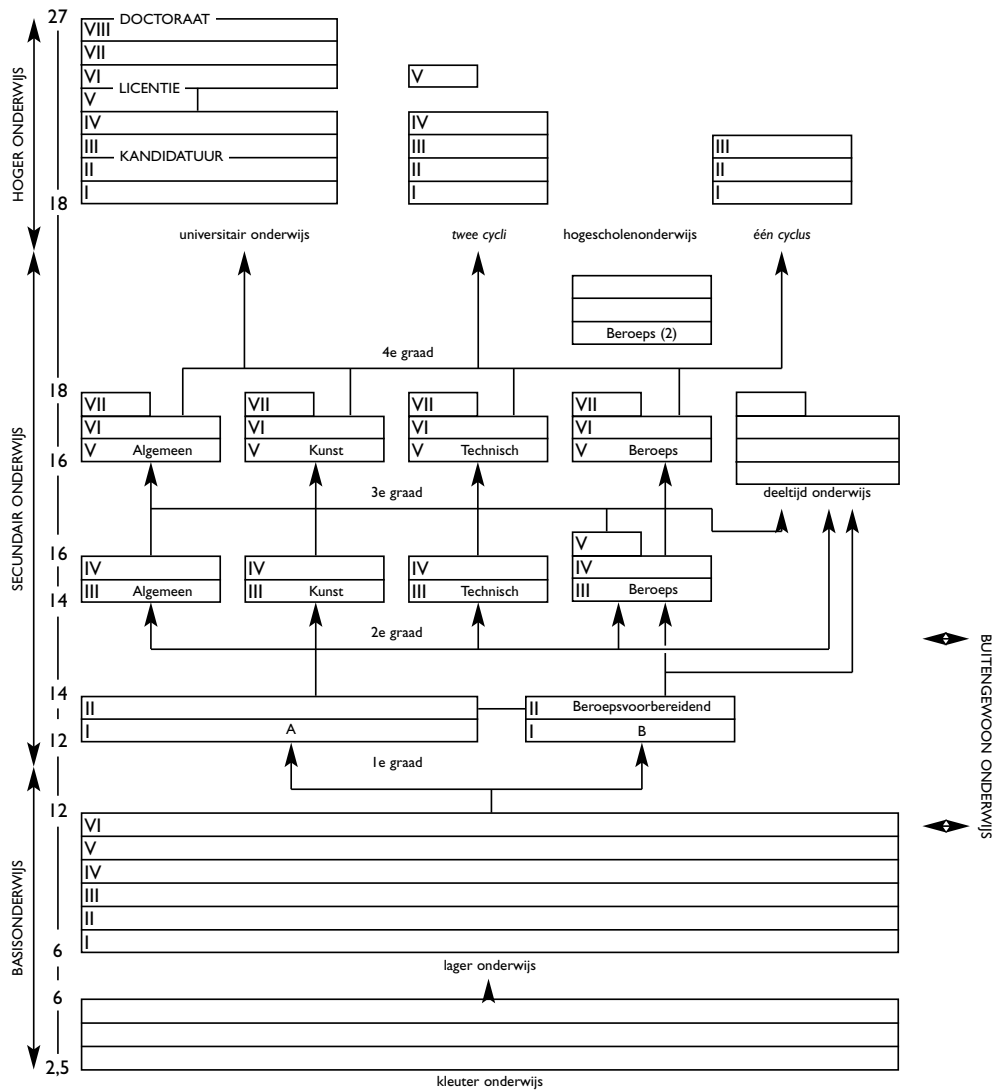 27
VIII DOCTORAAT
VII
VI
V
LICENTIE
V
IV
IV
III
III
III
KANDIDATUUR
II
II
II
I
I
I
18
HOGER ONDERWIJS
universitair onderwijs
twee cycli
hogescholenonderwijs
één cyclus
Beroeps (2)
4e graad
18
VII
VII
VII
VII
VI
VI
VI
VI
V Algemeen
V Kunst
V Technisch
V Beroeps
16
deeltijd onderwijs
3e graad
SECUNDAIR ONDERWIJS
V
16
IV
IV
IV
IV
III Algemeen
III Kunst
III Technisch
III Beroeps
14
2e graad
BUITENGEWOON ONDERWIJS
14
II
II Beroepsvoorbereidend
I A
I B
12
1e graad
12
VI
V
IV
III
II
I
6
BASISONDERWIJS
lager onderwijs
6
2,5
kleuter onderwijs